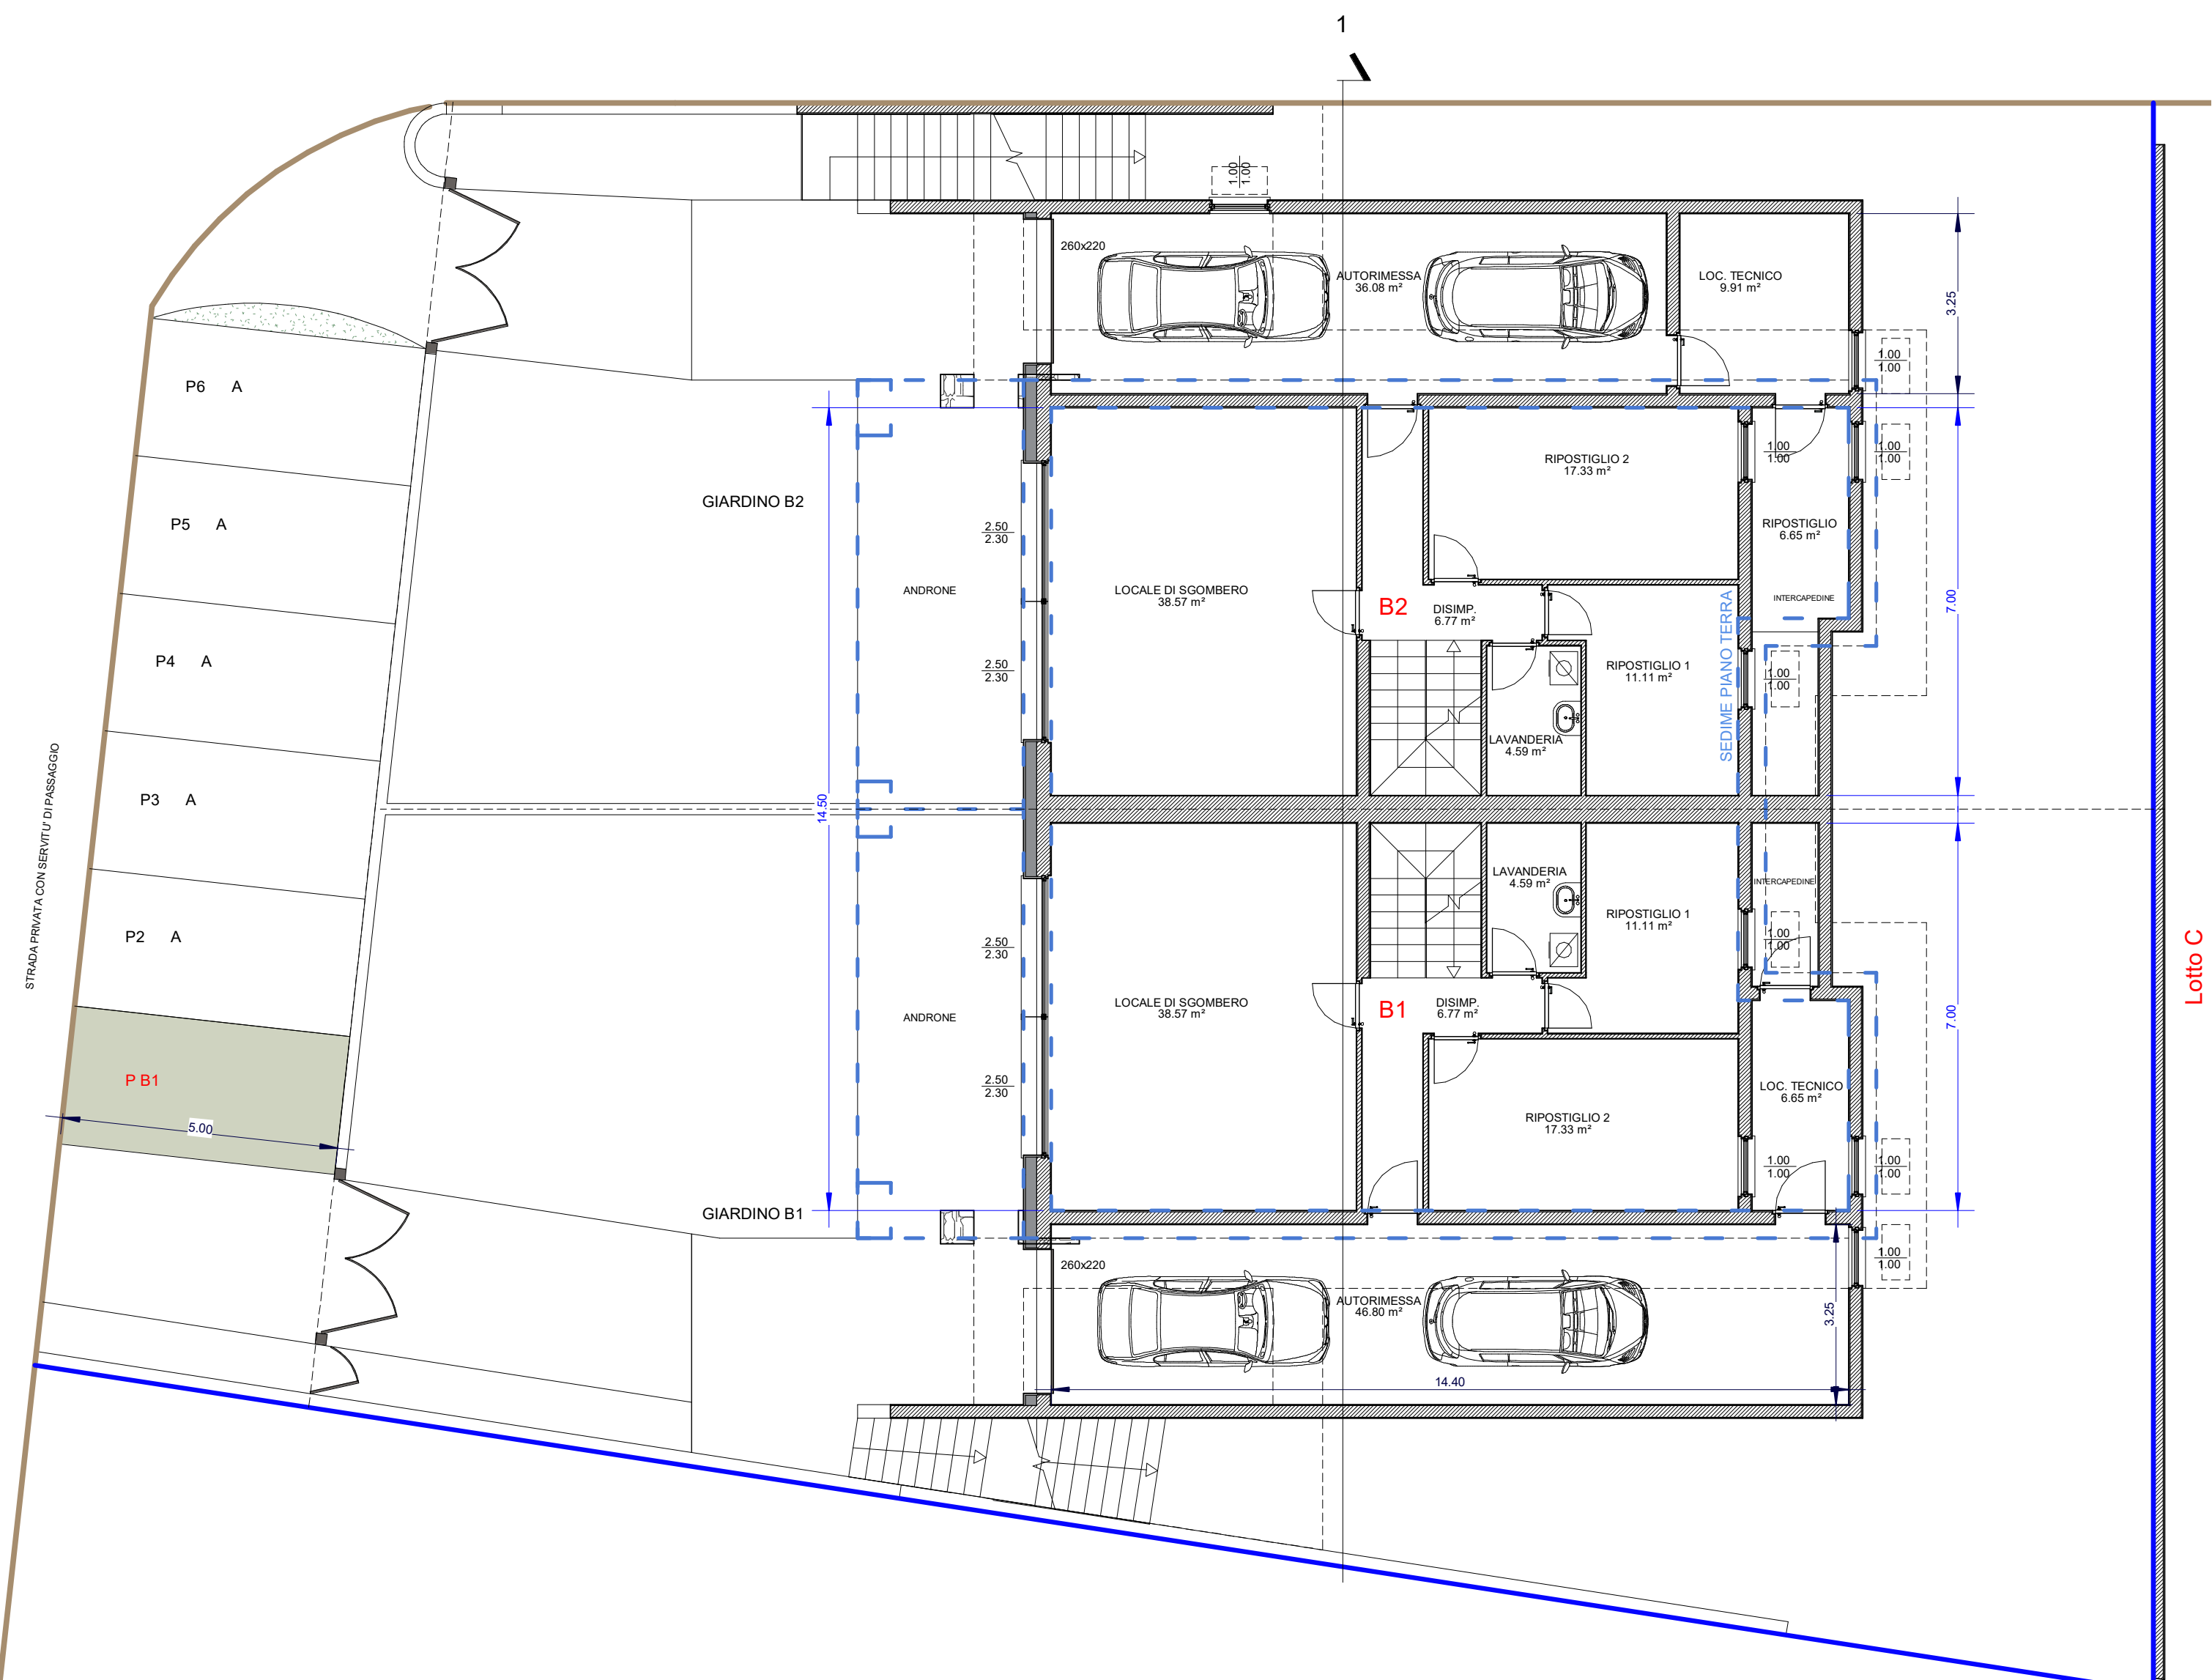 1
1.00
1.00
260x220
AUTORIMESSA
36.08 m²
LOC. TECNICO
9.91 m²
3.25
1.00
1.00
P6 A
P5 A
P4 A
P3 A
P2 A
P B1
5.00
STRADA PRIVATA CON SERVITU' DI PASSAGGIO
GIARDINO B2
14.50
ANDRONE
2.50
2.30
2.50
2.30
LOCALE DI SGOMBERO
38.57 m²
RIPOSTIGLIO 2
17.33 m²
1.00
1.00
1.00
1.00
RIPOSTIGLIO
6.65 m²
INTERCAPEDINE
7.00
B2
DISIMP.
6.77 m²
RIPOSTIGLIO 1
11.11 m²
SEDIME PIANO TERRA
1.00
1.00
LAVANDERIA
4.59 m²
LAVANDERIA
4.59 m²
INTERCAPEDINE
RIPOSTIGLIO 1
11.11 m²
1.00
1.00
2.50
2.30
ANDRONE
LOCALE DI SGOMBERO
38.57 m²
B1
DISIMP.
6.77 m²
7.00
Lotto C
2.50
2.30
LOC. TECNICO
6.65 m²
RIPOSTIGLIO 2
17.33 m²
1.00
1.00
1.00
1.00
GIARDINO B1
260x220
AUTORIMESSA
46.80 m²
1.00
1.00
3.25
14.40